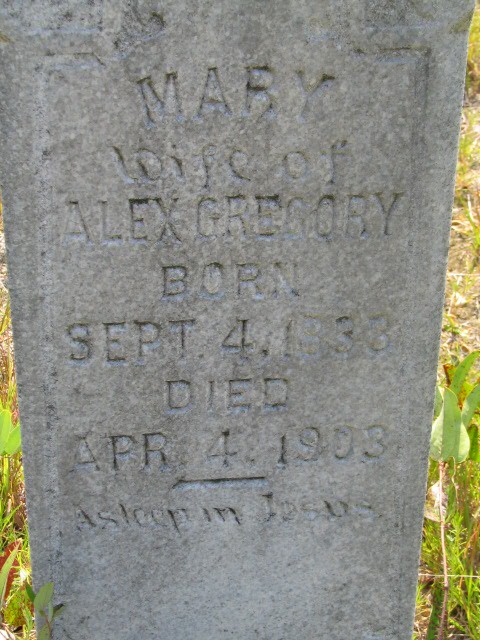 MARY
Wife of
ALEX GREGORY
BORN
SEPT. 4, 1833
DIED
APR. 4, 1903
Asleep in Jesus.